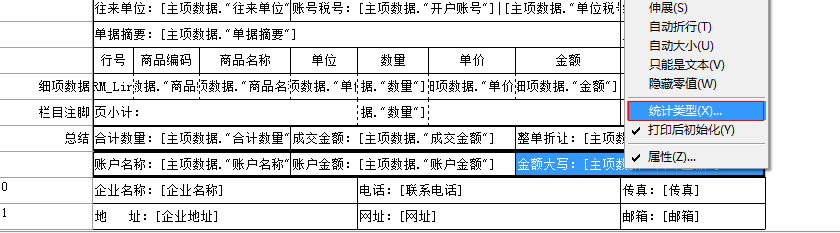 往来单位：[主项数据."往来单位" 账号税号：[主项数据."开户账号"]|[主项数据."单位税号 伸展(S)
单据摘要：[主项数据."单据摘要"] 自动折行(T)
自动大小(U)
行号 商品编码 商品名称 单位 数量 单价 金额 只能是文本(V)
细项数据 RM_Lir 数据."商品 项数据."商品名 项数据."单位 据."数量"] 细项数据."单价 细项数据."金额"] 隐藏零值(W)
栏目注脚 页小计： 据."数量"] 统计类型(X)...
总结 合计数量：[主项数据."合计数量" 成交金额：[主项数据."成交金额"] 整单折让：[主项数 打印后初始化(Y)
账户名称：[主项数据."账户名称" 账户金额：[主项数据."账户金额"] 金额大写：[主项数 属性(Z)...
0 企业名称：[企业名称] 电话：[联系电话] 传真：[传真]
1 地 址：[企业地址] 网址：[网址] 邮箱：[邮箱]